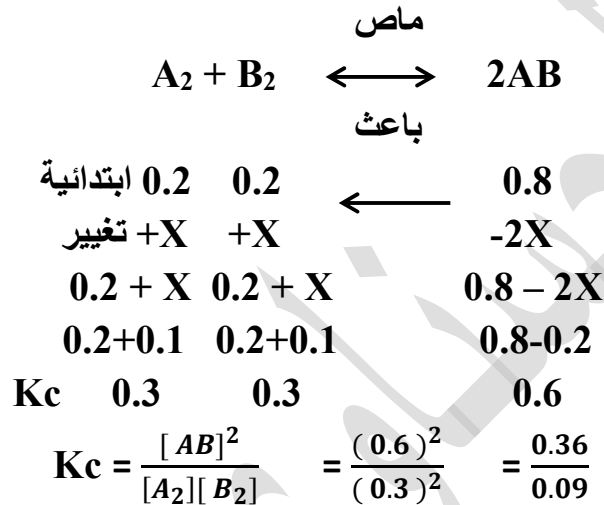 ماص
A₂ + B₂ ⟷ 2AB
باعث
0.2 ابتدائية 0.2 ← 0.8
+X تغيير +X -2X
0.2 + X 0.2 + X 0.8 – 2X
0.2+0.1 0.2+0.1 0.8-0.2
Kc 0.3 0.3 0.6
Kc = [ AB]² / [A₂][ B₂] = ( 0.6 )² / ( 0.3 )² = 0.36 / 0.09